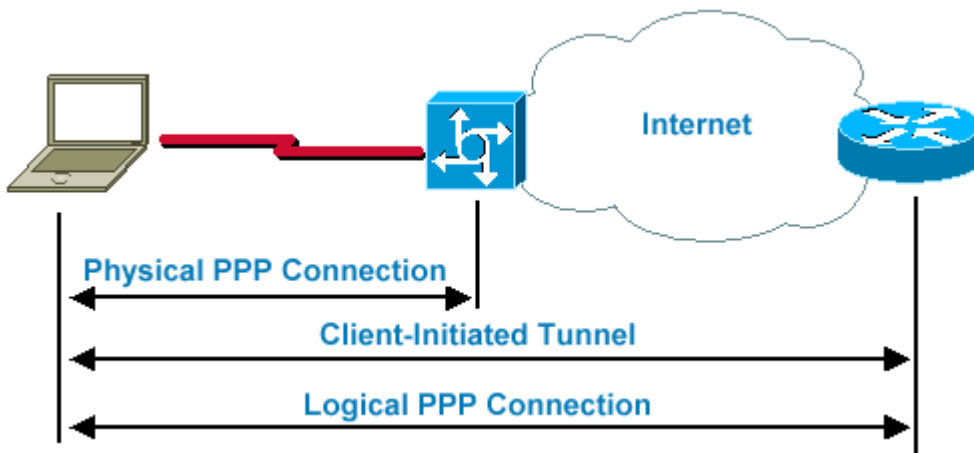 Internet
Physical PPP Connection
Client-Initiated Tunnel
Logical PPP Connection